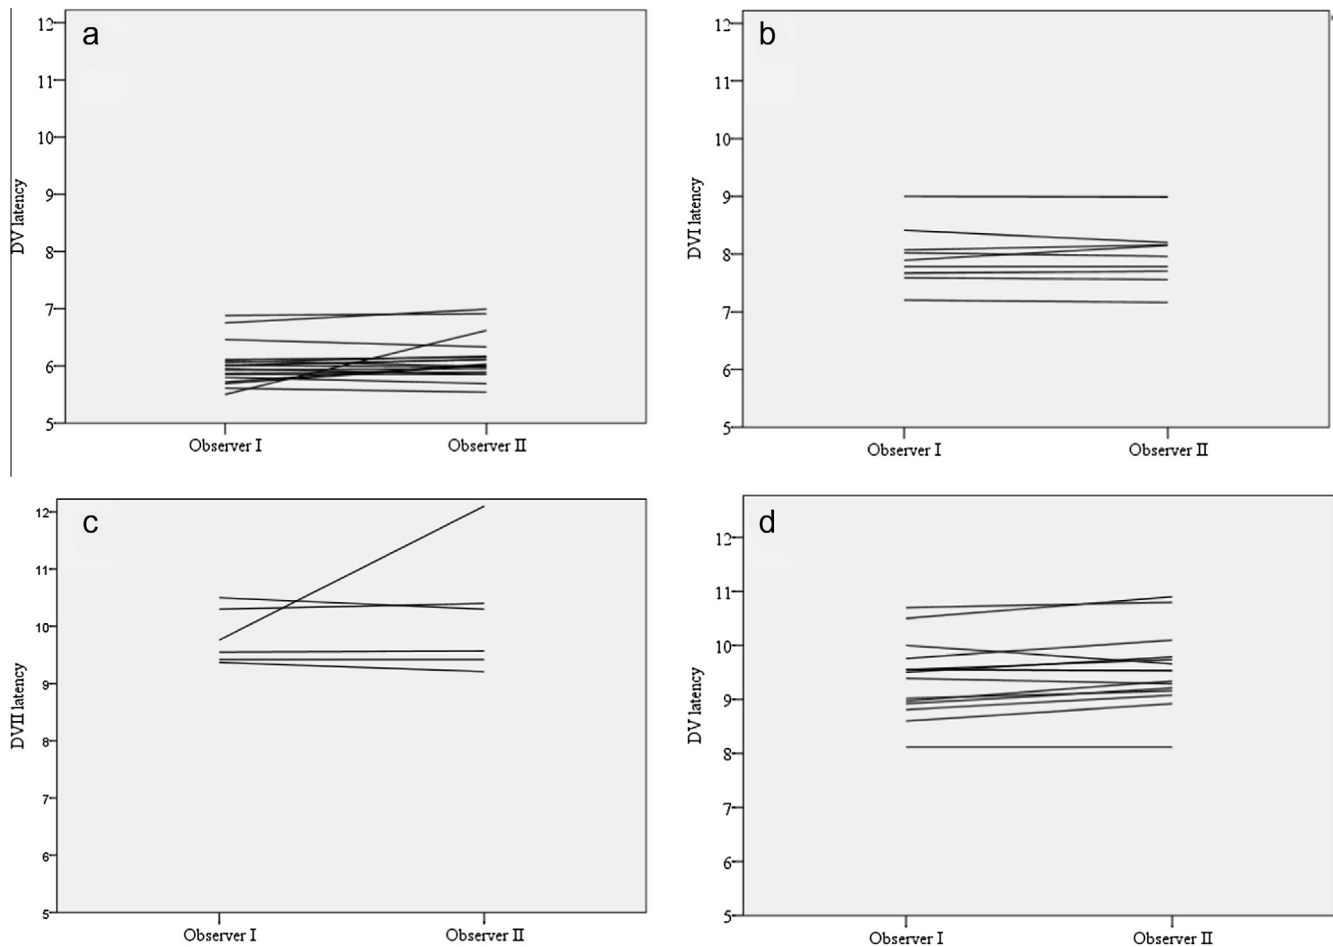 a
12
11
10
9
8
7
6
5
DV latency
Observer I
Observer II
b
12
11
10
9
8
7
6
5
DVI latency
Observer I
Observer II
c
12
11
10
9
8
7
6
5
DVII latency
Observer I
Observer II
d
12
11
10
9
8
7
6
5
DV latency
Observer I
Observer II